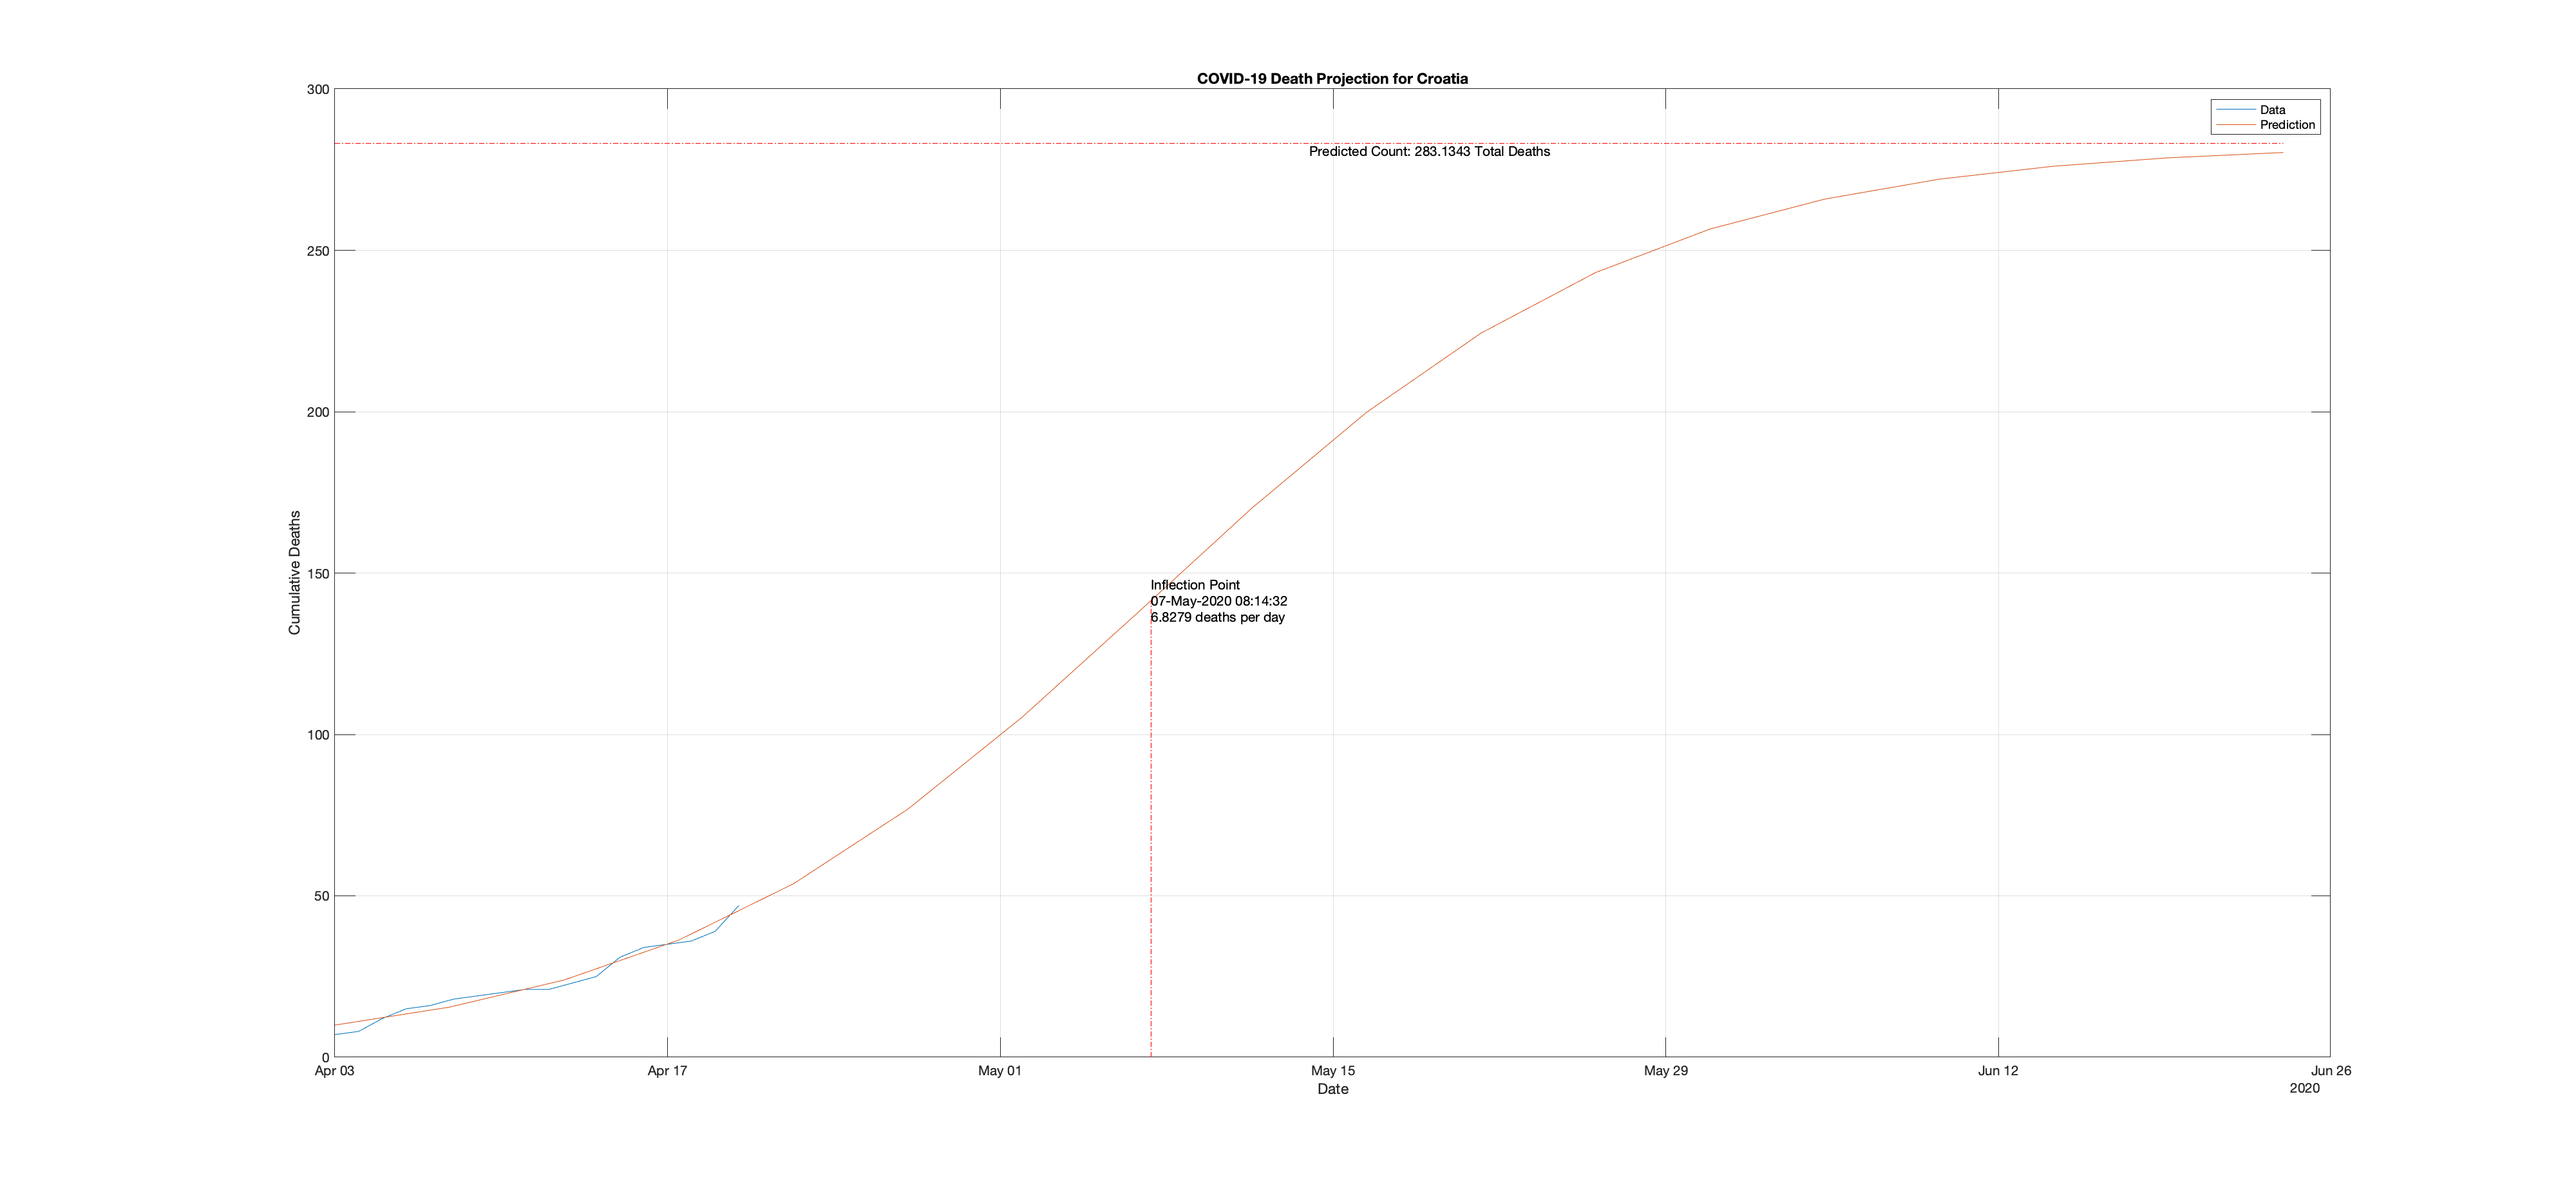 COVID-19 Death Projection for Croatia
300
250
200
150
100
50
0
Cumulative Deaths
Data
Prediction
Predicted Count: 283.1343 Total Deaths
Inflection Point
07-May-2020 08:14:32
6.8279 deaths per day
Apr 03
Apr 17
May 01
May 15
May 29
Jun 12
Jun 26
Date
2020